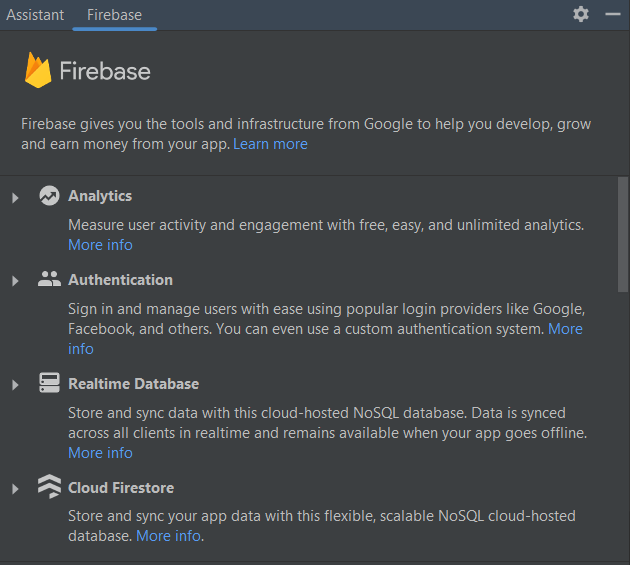 Assistant Firebase
Firebase
Firebase gives you the tools and infrastructure from Google to help you develop, grow
and earn money from your app. Learn more
Analytics
Measure user activity and engagement with free, easy, and unlimited analytics.
More info
Authentication
Sign in and manage users with ease using popular login providers like Google,
Facebook, and others. You can even use a custom authentication system. More
info
Realtime Database
Store and sync data with this cloud-hosted NoSQL database. Data is synced
across all clients in realtime and remains available when your app goes offline.
More info
Cloud Firestore
Store and sync your app data with this flexible, scalable NoSQL cloud-hosted
database. More info.